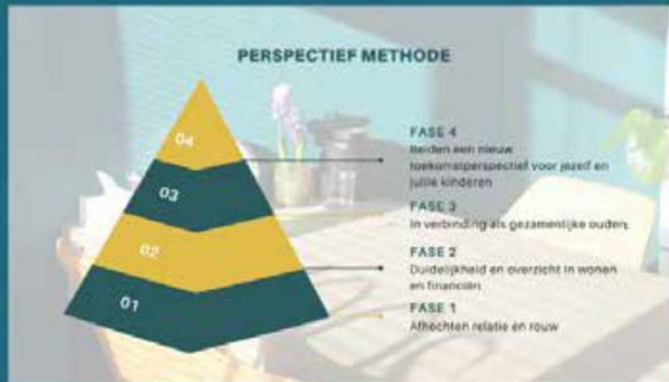 PERSPECTIEF METHODE
04
03
02
01
FASE 4
Beiden een nieuw
toekomstperspectief voor jezelf en
jullie kinderen
FASE 3
In verbinding als gezamenlijke ouders
FASE 2
Duidelijkheid en overzicht in wonen
en financiën
FASE 1
Afhechten relatie en rouw